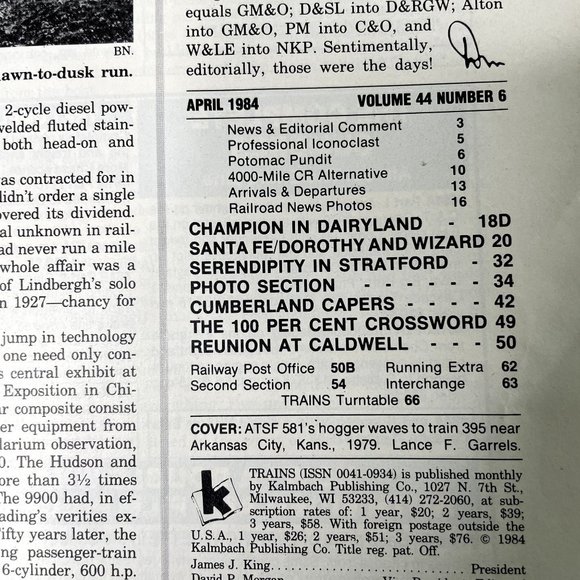 BN.
awn-to-dusk run.
2-cycle diesel pow-
welded fluted stain-
both head-on and
as contracted for in
didn't order a single
overed its dividend.
al unknown in rail-
ad never run a mile
whole affair was a
of Lindbergh's solo
n 1927—chancy for
jump in technology
one need only con-
s central exhibit at
Exposition in Chi-
ur composite consist
er equipment from
larium observation,
0. The Hudson and
ore than 3½ times
The 9900 had, in ef-
ading's verities ex-
ifty years later, the
ng passenger-train
6-cylinder, 600 h.p.
equals GM&O; D&SL into D&RGW; Alton
into GM&O, PM into C&O, and
W&LE into NKP. Sentimentally,
editorially, those were the days!
APRIL 1984 VOLUME 44 NUMBER 6
News & Editorial Comment 3
Professional Iconoclast 5
Potomac Pundit 6
4000-Mile CR Alternative 10
Arrivals & Departures 13
Railroad News Photos 16
CHAMPION IN DAIRYLAND - 18D
SANTA FE/DOROTHY AND WIZARD 20
SERENDIPITY IN STRATFORD - 32
PHOTO SECTION - - - - - - 34
CUMBERLAND CAPERS - - - - 42
THE 100 PER CENT CROSSWORD 49
REUNION AT CALDWELL - - - 50
Railway Post Office 50B Running Extra 62
Second Section 54 Interchange 63
TRAINS Turntable 66
COVER: ATSF 581's hogger waves to train 395 near
Arkansas City, Kans., 1979. Lance F. Garrels.
k
TRAINS (ISSN 0041-0934) is published monthly
by Kalmbach Publishing Co., 1027 N. 7th St.,
Milwaukee, WI 53233, (414) 272-2060, at sub-
scription rates of: 1 year, $20; 2 years, $39;
3 years, $58. With foreign postage outside the
U.S.A., 1 year, $26; 2 years, $51; 3 years, $76. © 1984
Kalmbach Publishing Co. Title reg. pat. Off.
James J. King President
David P. Morgan